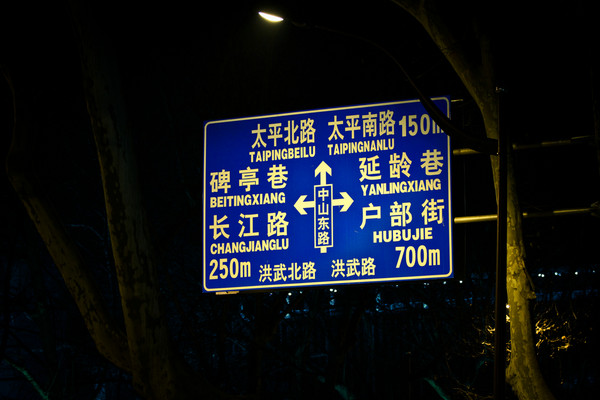 太平北路 太平南路 150m
TAIPINGBEILU TAIPINGNANLU
碑亭巷 延龄巷
BEITINGXIANG YANLINGXIANG
中山东路
长江路 户部街
CHANGJIANGLU HUBUJIE
250m 洪武北路 洪武路 700m